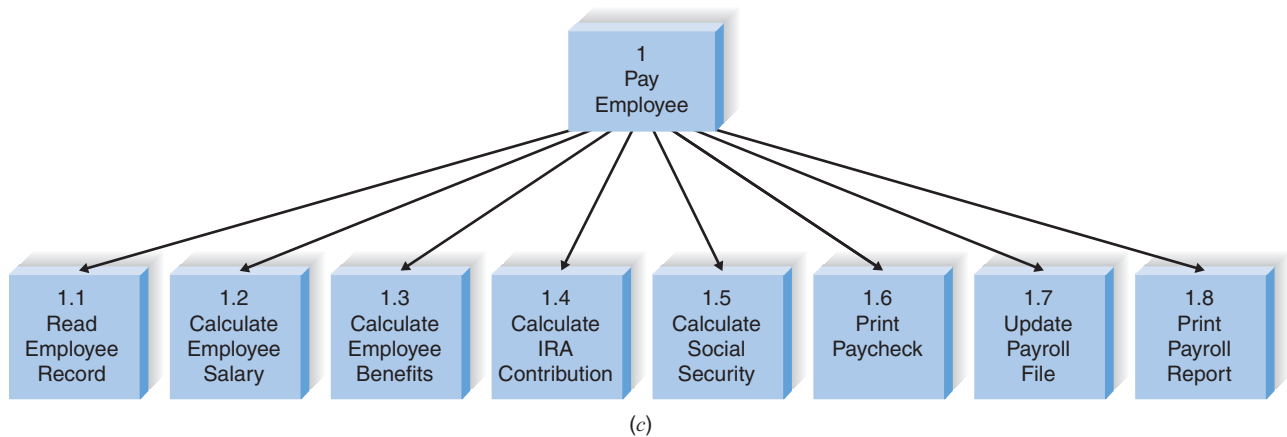 1
Pay
Employee
1.1
Read
Employee
Record
1.2
Calculate
Employee
Salary
1.3
Calculate
Employee
Benefits
1.4
Calculate
IRA
Contribution
1.5
Calculate
Social
Security
1.6
Print
Paycheck
1.7
Update
Payroll
File
1.8
Print
Payroll
Report
(c)